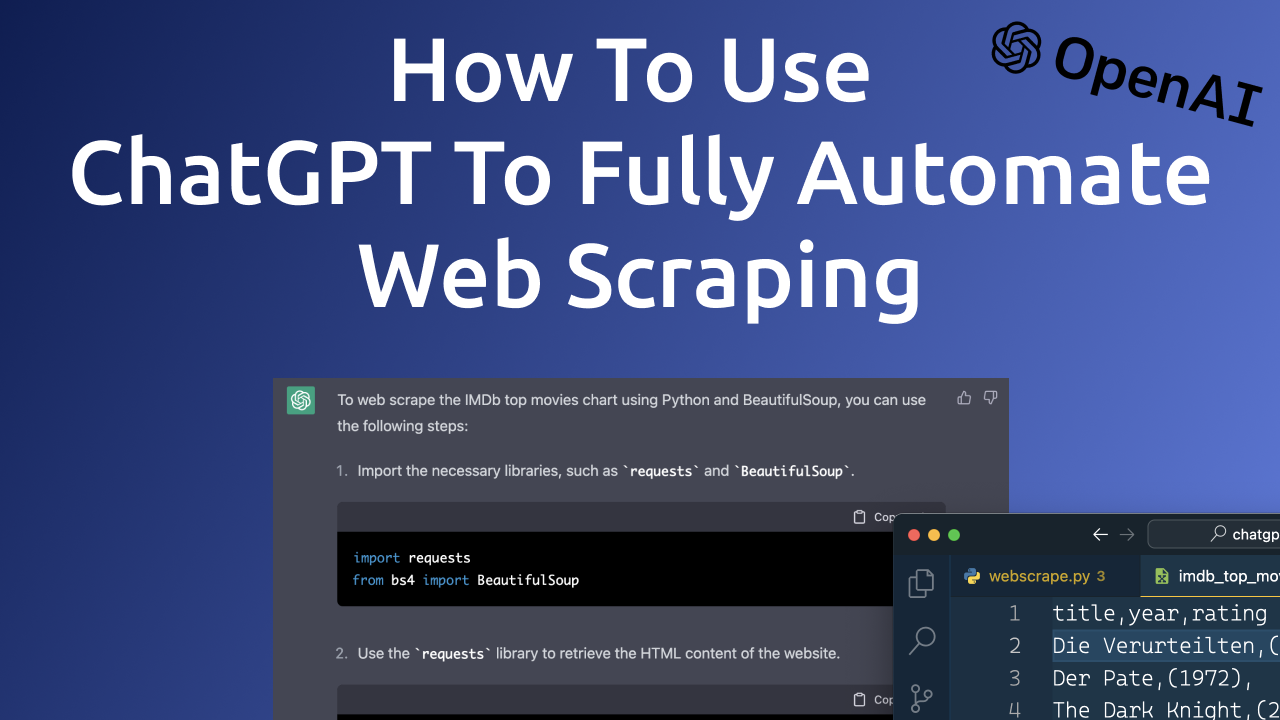 How To Use
OpenAI
ChatGPT To Fully Automate
Web Scraping
To web scrape the IMDb top movies chart using Python and BeautifulSoup, you can use
the following steps:
1. Import the necessary libraries, such as `requests` and `BeautifulSoup`.
import requests
from bs4 import BeautifulSoup
2. Use the `requests` library to retrieve the HTML content of the website.
chatgp
webscrape.py 3
imdb_top_mo
1 title,year,rating
2 Die Verurteilten,(
3 Der Pate,(1972),
4 The Dark Knight,(2